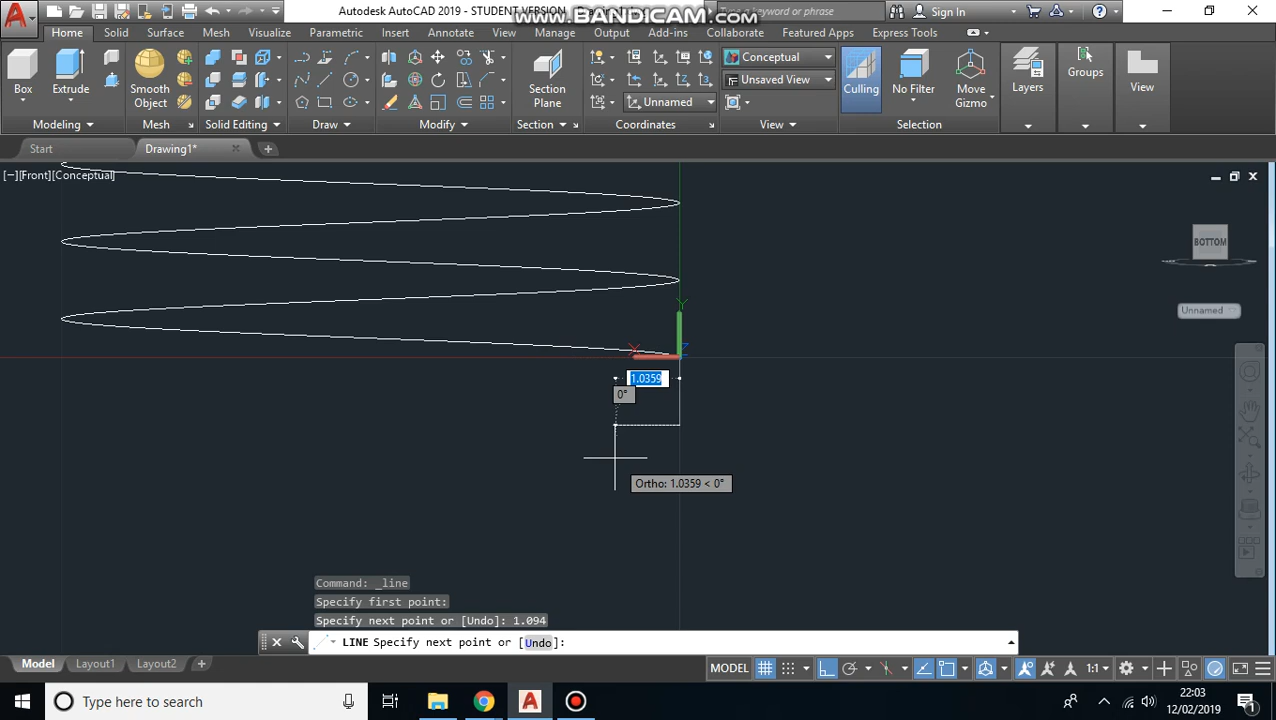 Autodesk AutoCAD 2019 - STUDENT VERSION
www.BANDICAM.com
Type a keyword or phrase
Sign In
Home Solid Surface Mesh Visualize Parametric Insert Annotate View Manage Output Add-ins Collaborate Featured Apps Express Tools
Box
Extrude
Smooth
Object
Section
Plane
Unnamed
Conceptual
Unsaved View
Culling
No Filter
Move
Gizmo
Layers
Groups
View
Modeling
Mesh
Solid Editing
Draw
Modify
Section
Coordinates
View
Selection
Start
Drawing1*
[−][Front][Conceptual]
BOTTOM
Unnamed
Y
X
Z
1.0359
0°
Ortho: 1.0359 < 0°
Command: _line
Specify first point:
Specify next point or [Undo]: 1.094
LINE Specify next point or [Undo]:
Model Layout1 Layout2
MODEL
1:1
Type here to search
22:03
12/02/2019
1